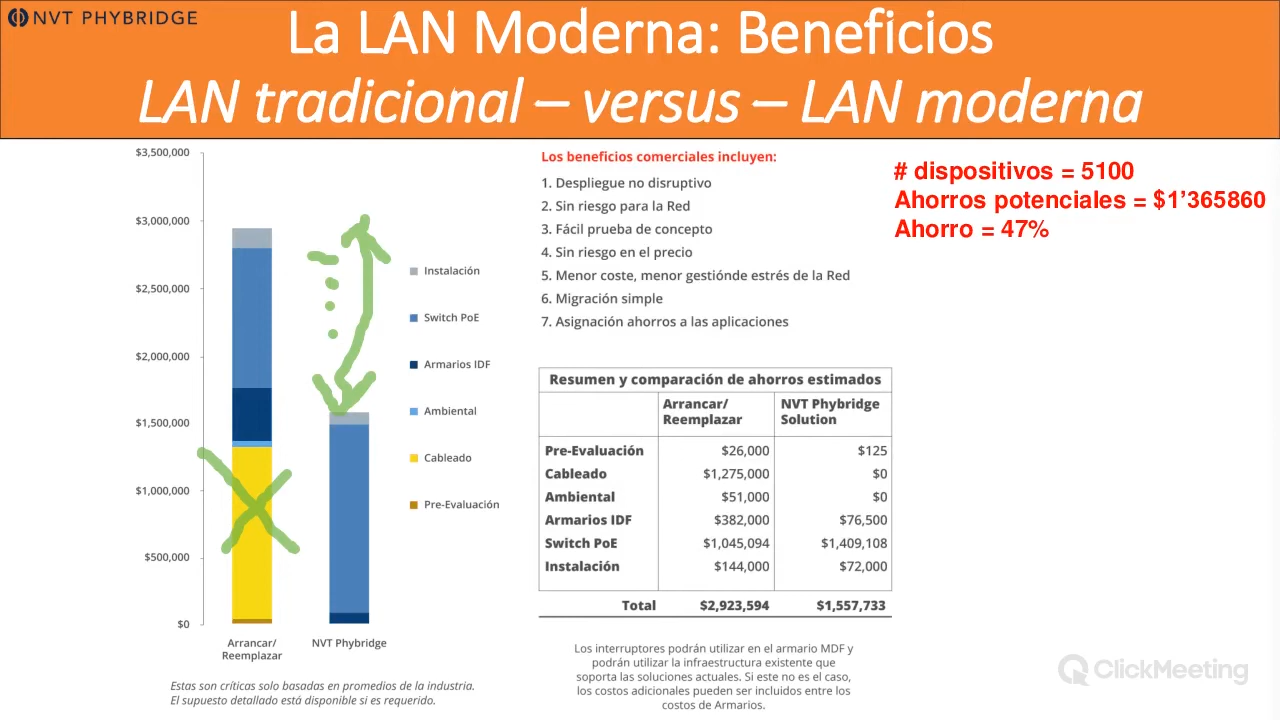 NVT PHYBRIDGE
La LAN Moderna: Beneficios
LAN tradicional – versus – LAN moderna
$3,500,000
$3,000,000
$2,500,000
$2,000,000
$1,500,000
$1,000,000
$500,000
$0
Arrancar/
Reemplazar
NVT Phybridge
Instalación
Switch PoE
Armarios IDF
Ambiental
Cableado
Pre-Evaluación
Estas son críticas solo basadas en promedios de la industria.
El supuesto detallado está disponible si es requerido.
Los beneficios comerciales incluyen:
1. Despliegue no disruptivo
2. Sin riesgo para la Red
3. Fácil prueba de concepto
4. Sin riesgo en el precio
5. Menor coste, menor gestiónde estrés de la Red
6. Migración simple
7. Asignación ahorros a las aplicaciones
# dispositivos = 5100
Ahorros potenciales = $1’365860
Ahorro = 47%
Resumen y comparación de ahorros estimados
Arrancar/ NVT Phybridge
Reemplazar Solution
Pre-Evaluación $26,000 $125
Cableado $1,275,000 $0
Ambiental $51,000 $0
Armarios IDF $382,000 $76,500
Switch PoE $1,045,094 $1,409,108
Instalación $144,000 $72,000
Total $2,923,594 $1,557,733
Los interruptores podrán utilizar en el armario MDF y
podrán utilizar la infraestructura existente que
soporta las soluciones actuales. Si este no es el caso,
los costos adicionales pueden ser incluidos entre los
costos de Armarios.
ClickMeeting